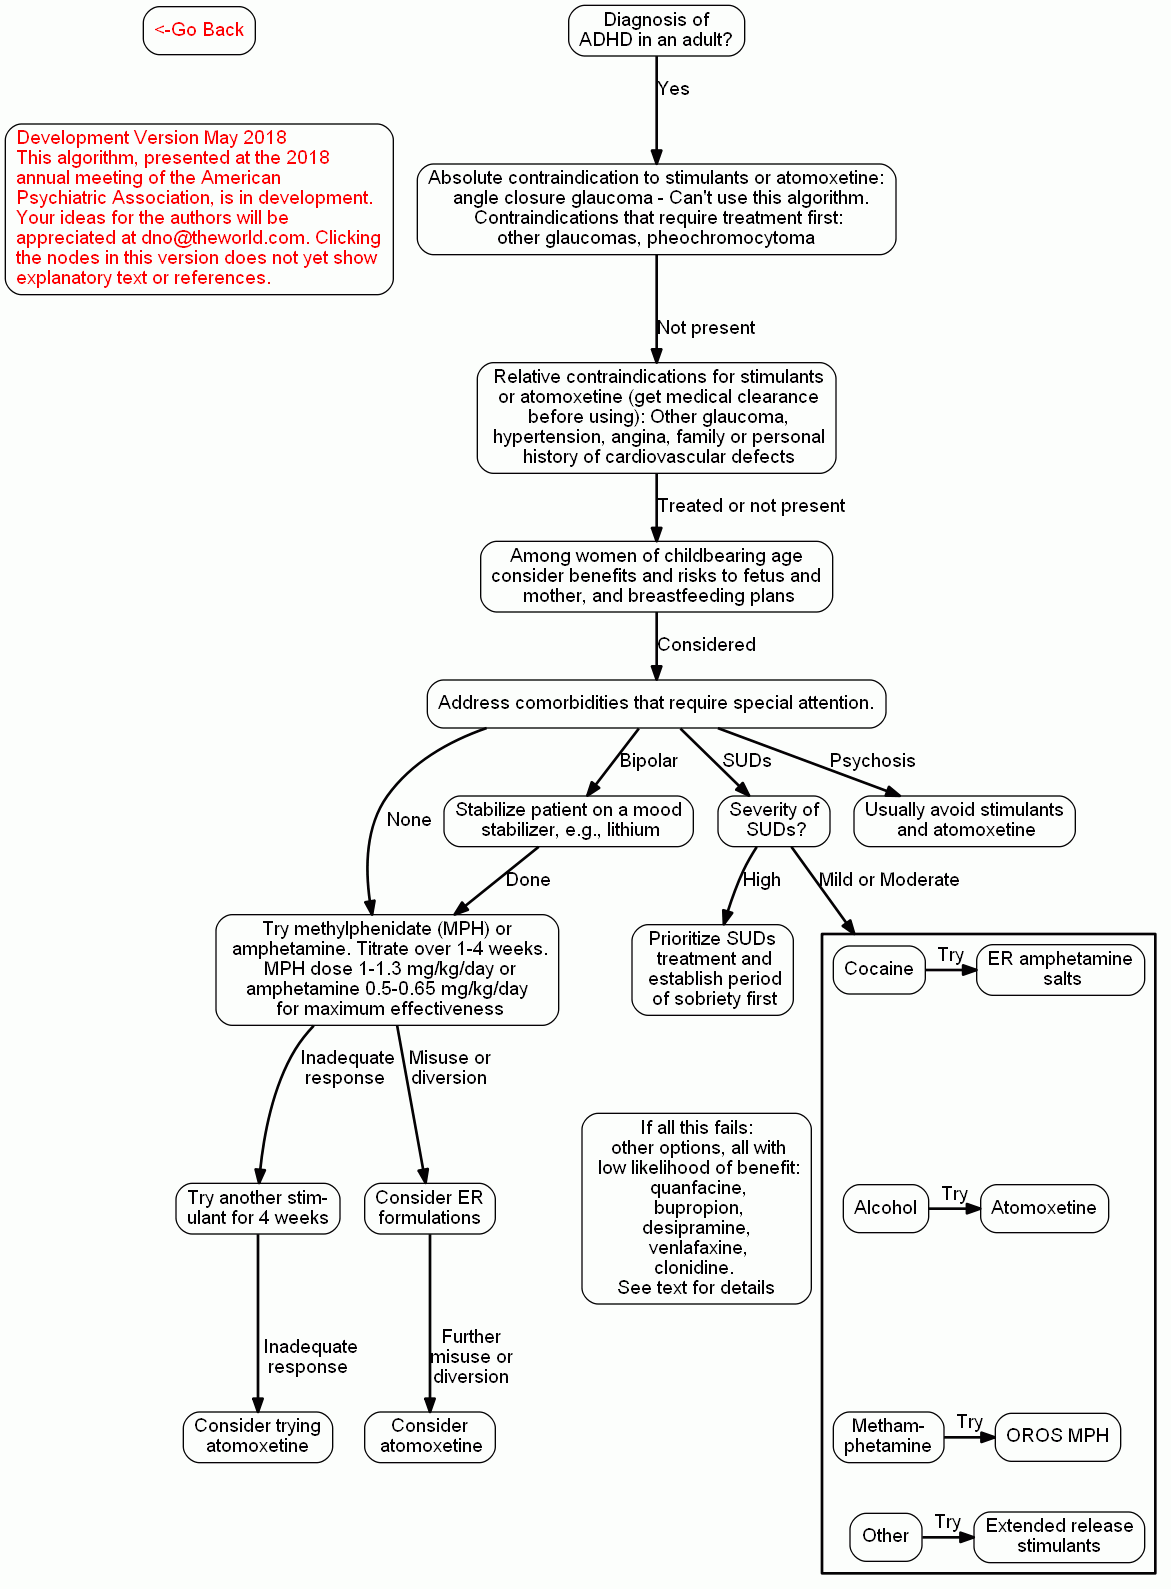 <-Go Back
Diagnosis of
ADHD in an adult?
Yes
Development Version May 2018
This algorithm, presented at the 2018
annual meeting of the American
Psychiatric Association, is in development.
Your ideas for the authors will be
appreciated at dno@theworld.com. Clicking
the nodes in this version does not yet show
explanatory text or references.
Absolute contraindication to stimulants or atomoxetine:
angle closure glaucoma - Can't use this algorithm.
Contraindications that require treatment first:
other glaucomas, pheochromocytoma
Not present
Relative contraindications for stimulants
or atomoxetine (get medical clearance
before using): Other glaucoma,
hypertension, angina, family or personal
history of cardiovascular defects
Treated or not present
Among women of childbearing age
consider benefits and risks to fetus and
mother, and breastfeeding plans
Considered
Address comorbidities that require special attention.
None
Bipolar
SUDs
Psychosis
Stabilize patient on a mood
stabilizer, e.g., lithium
Severity of
SUDs?
Usually avoid stimulants
and atomoxetine
Done
High
Mild or Moderate
Try methylphenidate (MPH) or
amphetamine. Titrate over 1-4 weeks.
MPH dose 1-1.3 mg/kg/day or
amphetamine 0.5-0.65 mg/kg/day
for maximum effectiveness
Prioritize SUDs
treatment and
establish period
of sobriety first
Cocaine
Try
ER amphetamine
salts
Inadequate
response
Misuse or
diversion
If all this fails:
other options, all with
low likelihood of benefit:
quanfacine,
bupropion,
desipramine,
venlafaxine,
clonidine.
See text for details
Try another stim-
ulant for 4 weeks
Consider ER
formulations
Alcohol
Try
Atomoxetine
Inadequate
response
Further
misuse or
diversion
Consider trying
atomoxetine
Consider
atomoxetine
Metham-
phetamine
Try
OROS MPH
Other
Try
Extended release
stimulants